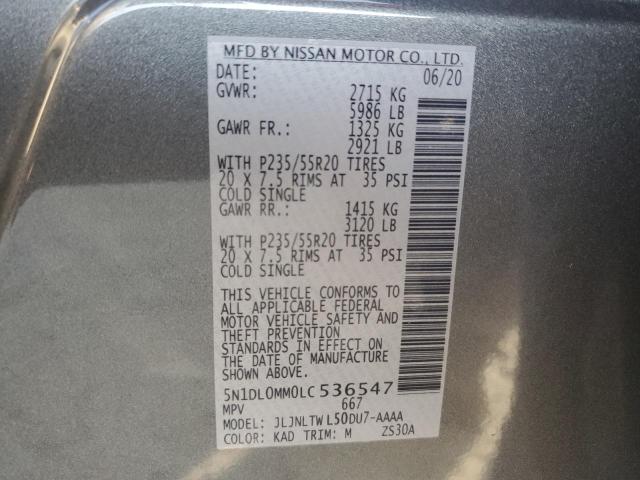 MFD BY NISSAN MOTOR CO., LTD.
DATE: 06/20
GVWR: 2715 KG
5986 LB
GAWR FR.: 1325 KG
2921 LB
WITH P235/55R20 TIRES
20 X 7.5 RIMS AT 35 PSI
COLD SINGLE
GAWR RR.: 1415 KG
3120 LB
WITH P235/55R20 TIRES
20 X 7.5 RIMS AT 35 PSI
COLD SINGLE
THIS VEHICLE CONFORMS TO
ALL APPLICABLE FEDERAL
MOTOR VEHICLE SAFETY AND
THEFT PREVENTION
STANDARDS IN EFFECT ON
THE DATE OF MANUFACTURE
SHOWN ABOVE.
5N1DL0MM0LC536547
MPV 667
MODEL: JLJNLTWL50DU7-AAAA
COLOR: KAD TRIM: M ZS30A